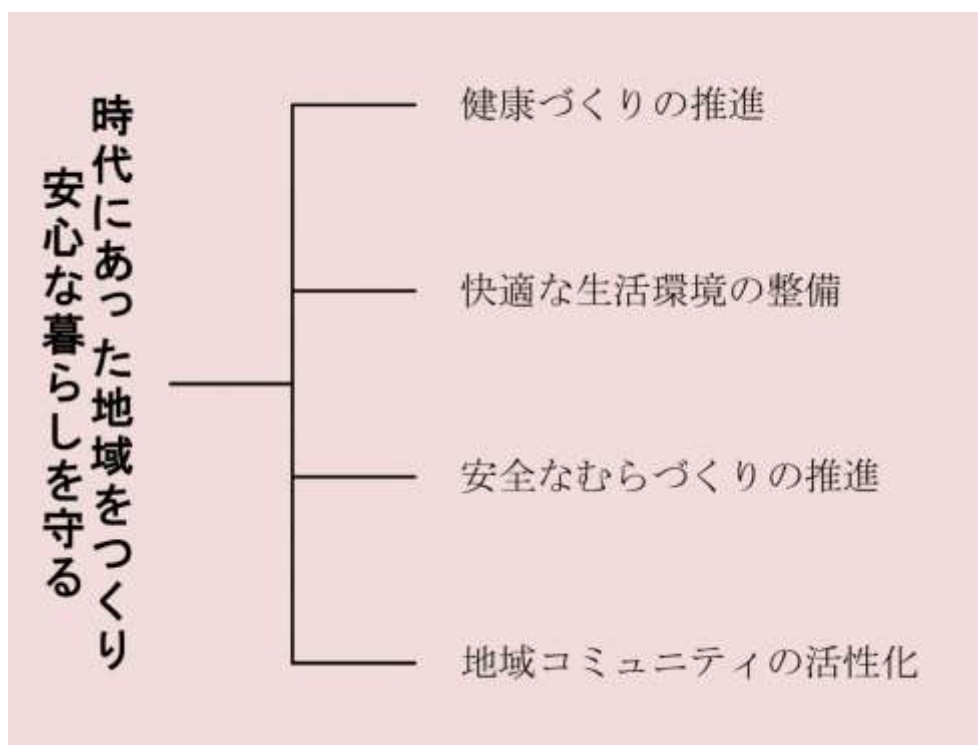 時代にあった地域をつくり
安心な暮らしを守る
健康づくりの推進
快適な生活環境の整備
安全なむらづくりの推進
地域コミュニティの活性化